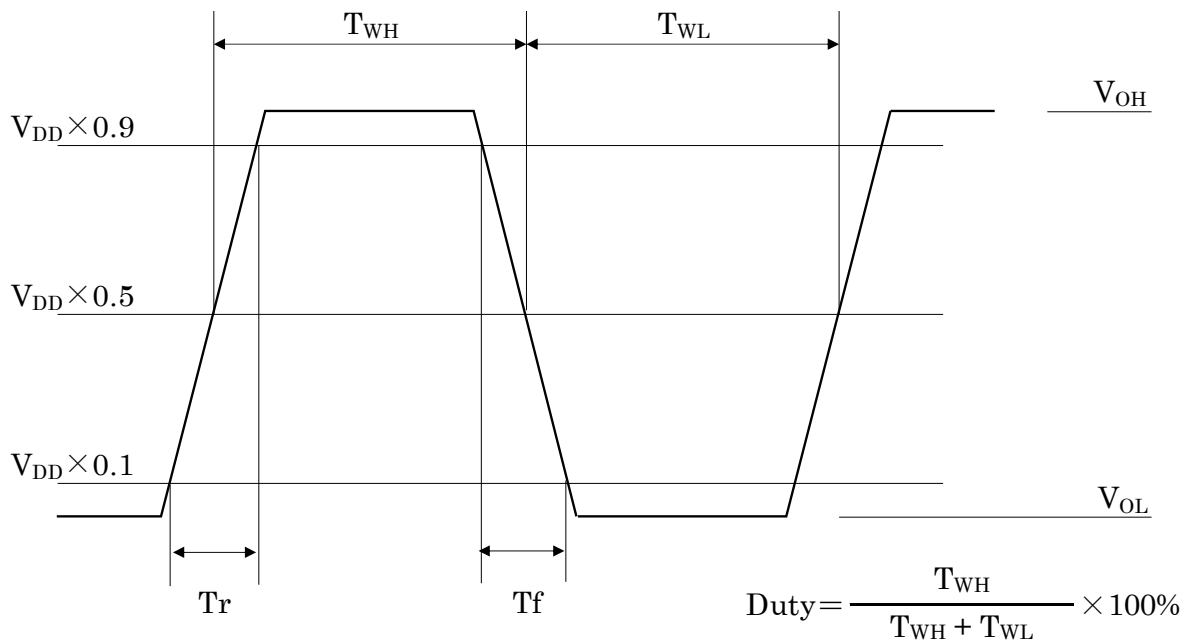 T_WH T_WL
V_OH
V_DD×0.9
V_DD×0.5
V_DD×0.1
V_OL
Tr Tf
Duty = T_WH / (T_WH + T_WL) ×100%